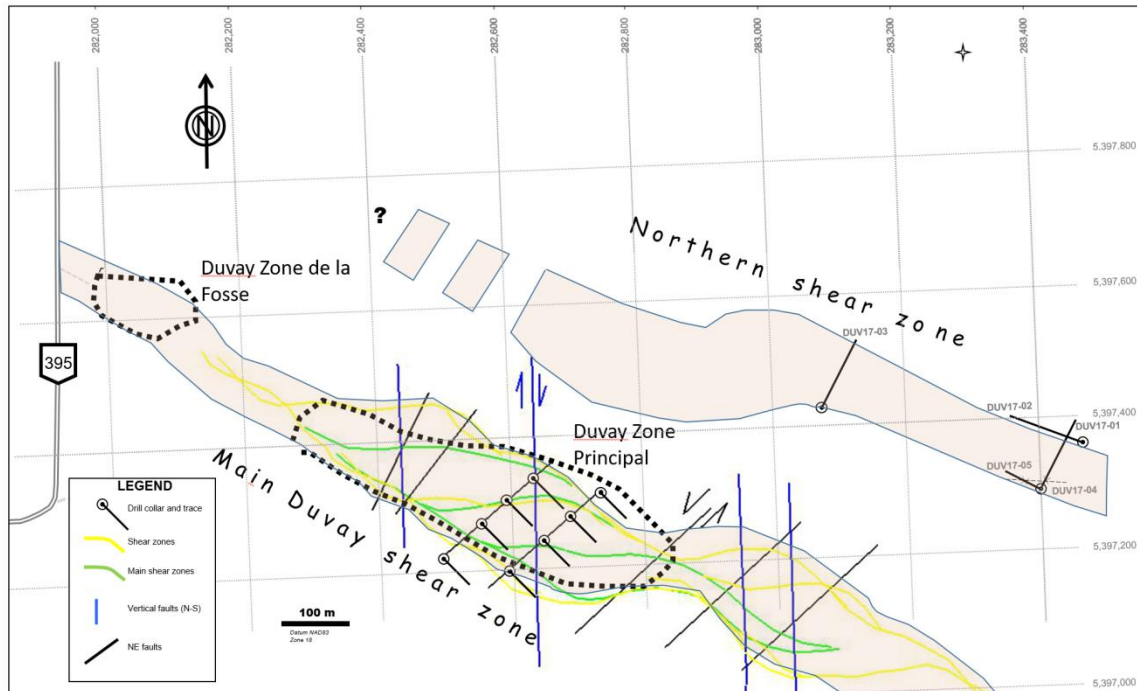 282,000
282,200
282,400
282,600
282,800
283,000
283,200
283,400
N
5,397,800
?
Northern shear zone
Duvay Zone de la
Fosse
5,397,600
DUV17-03
395
DUV17-02
5,397,400
DUV17-01
Duvay Zone
Principal
Main Duvay shear zone
DUV17-05
DUV17-04
LEGEND
Drill collar and trace
Shear zones
Main shear zones
Vertical faults (N-S)
NE faults
5,397,200
100 m
Datum NAD83
Zone 18
5,397,000